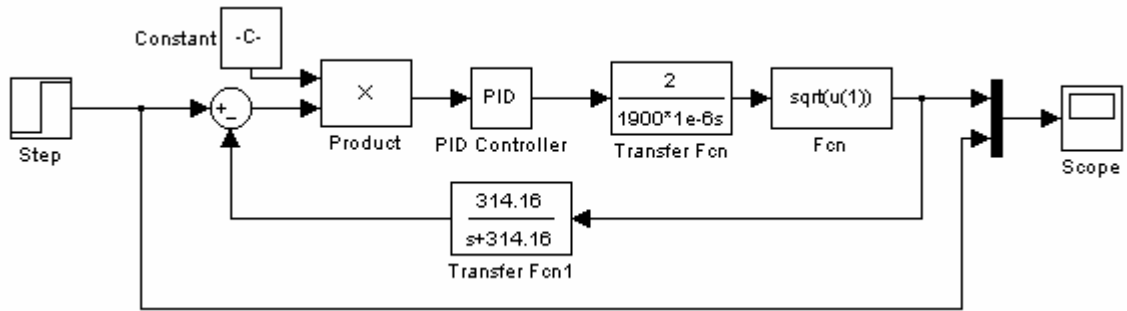 Constant
-C-
Step
+
−
×
Product
PID
PID Controller
2
1900*1e-6s
Transfer Fcn
sqrt(u(1))
Fcn
Scope
314.16
s+314.16
Transfer Fcn1